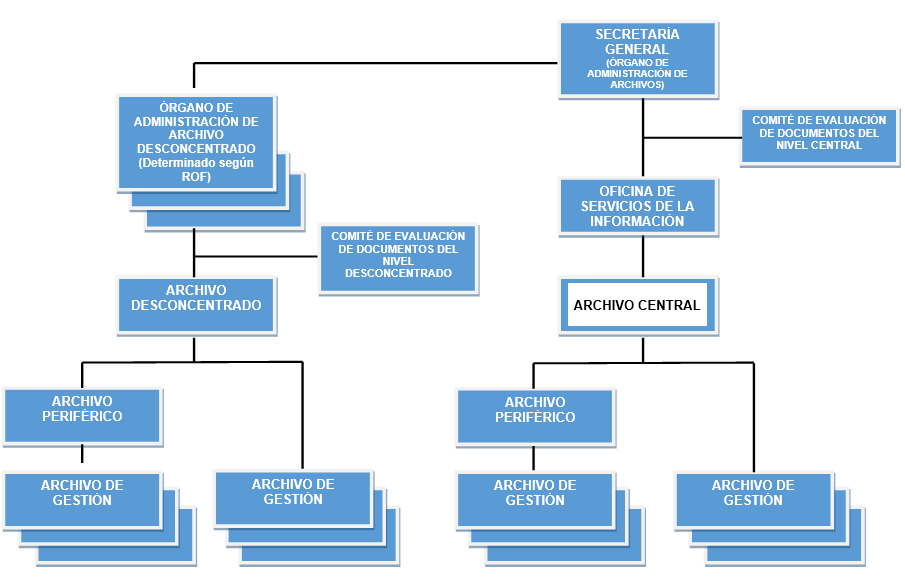 SECRETARÍA
GENERAL
(ÓRGANO DE
ADMINISTRACIÓN DE
ARCHIVOS)
ÓRGANO DE
ADMINISTRACIÓN DE
ARCHIVO
DESCONCENTRADO
(Determinado según
ROF)
COMITÉ DE EVALUACIÓN
DE DOCUMENTOS DEL
NIVEL CENTRAL
OFICINA DE
SERVICIOS DE LA
INFORMACIÓN
COMITÉ DE EVALUACIÓN
DE DOCUMENTOS DEL
NIVEL
DESCONCENTRADO
ARCHIVO
DESCONCENTRADO
ARCHIVO CENTRAL
ARCHIVO
PERIFÉRICO
ARCHIVO
PERIFÉRICO
ARCHIVO DE
GESTIÓN
ARCHIVO DE
GESTIÓN
ARCHIVO DE
GESTIÓN
ARCHIVO DE
GESTIÓN